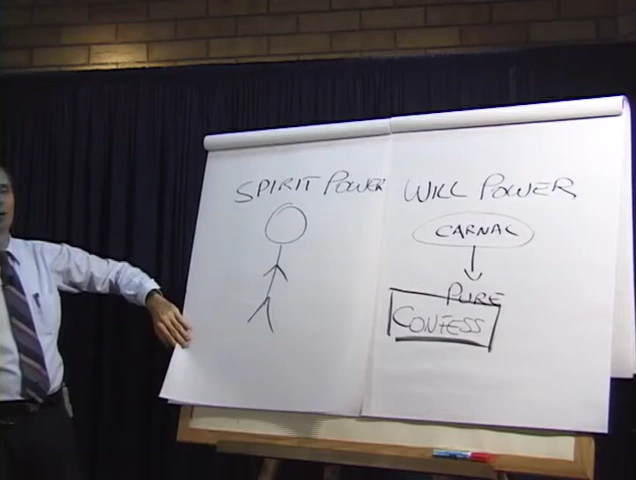 SPIRIT POWER
WILL POWER
CARNAL
PURE
CONFESS